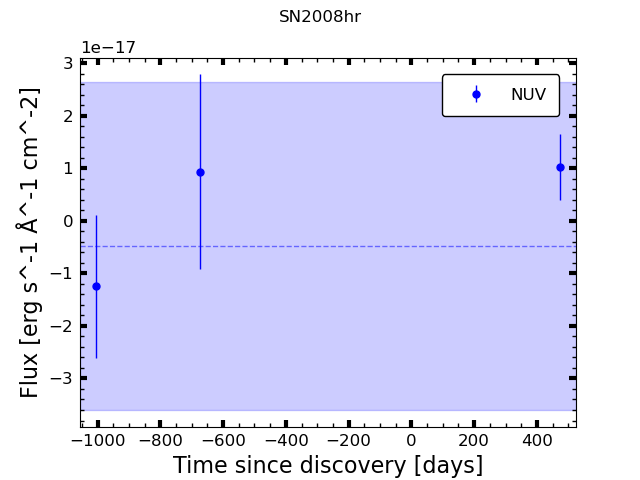 SN2008hr
1e−17
3
2
1
0
−1
−2
−3
Flux [erg s^-1 Å^-1 cm^-2]
NUV
−1000 −800 −600 −400 −200 0 200 400
Time since discovery [days]